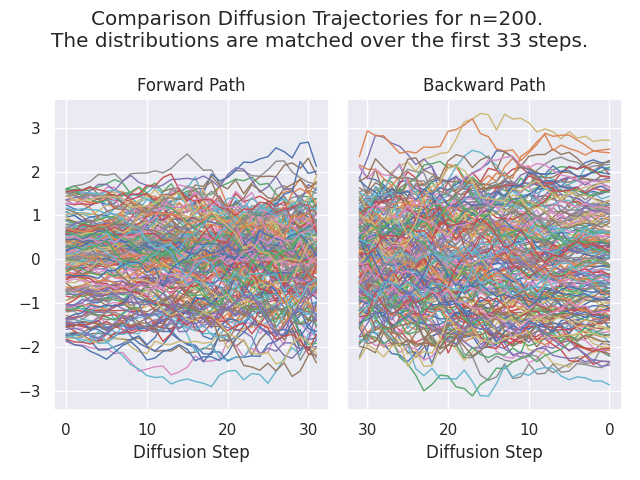 Comparison Diffusion Trajectories for n=200.
The distributions are matched over the first 33 steps.
Forward Path
Backward Path
3
2
1
0
−1
−2
−3
0 10 20 30
30 20 10 0
Diffusion Step
Diffusion Step